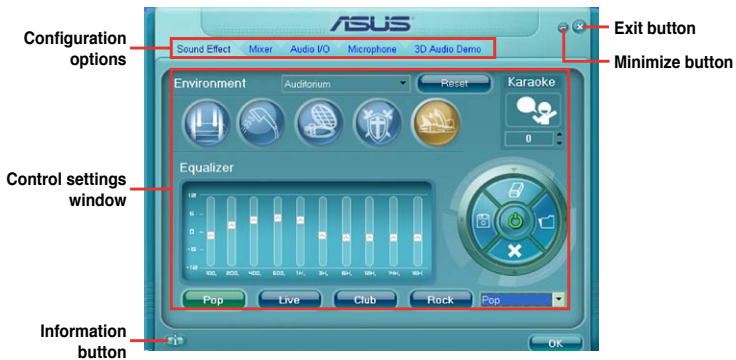 ASUS
Configuration options
Sound Effect Mixer Audio I/O Microphone 3D Audio Demo
Exit button
Minimize button
Environment Auditorium Reset Karaoke
0
Control settings window
Equalizer
Pop Live Club Rock Pop
Information button
OK